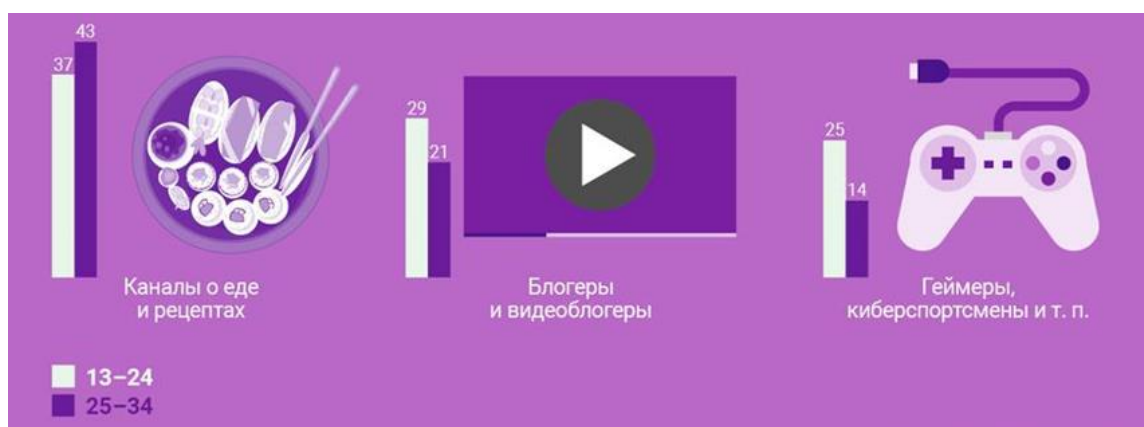 37
43
Каналы о еде
и рецептах
29
21
Блогеры
и видеоблогеры
25
14
Геймеры,
киберспортсмены и т. п.
13–24
25–34